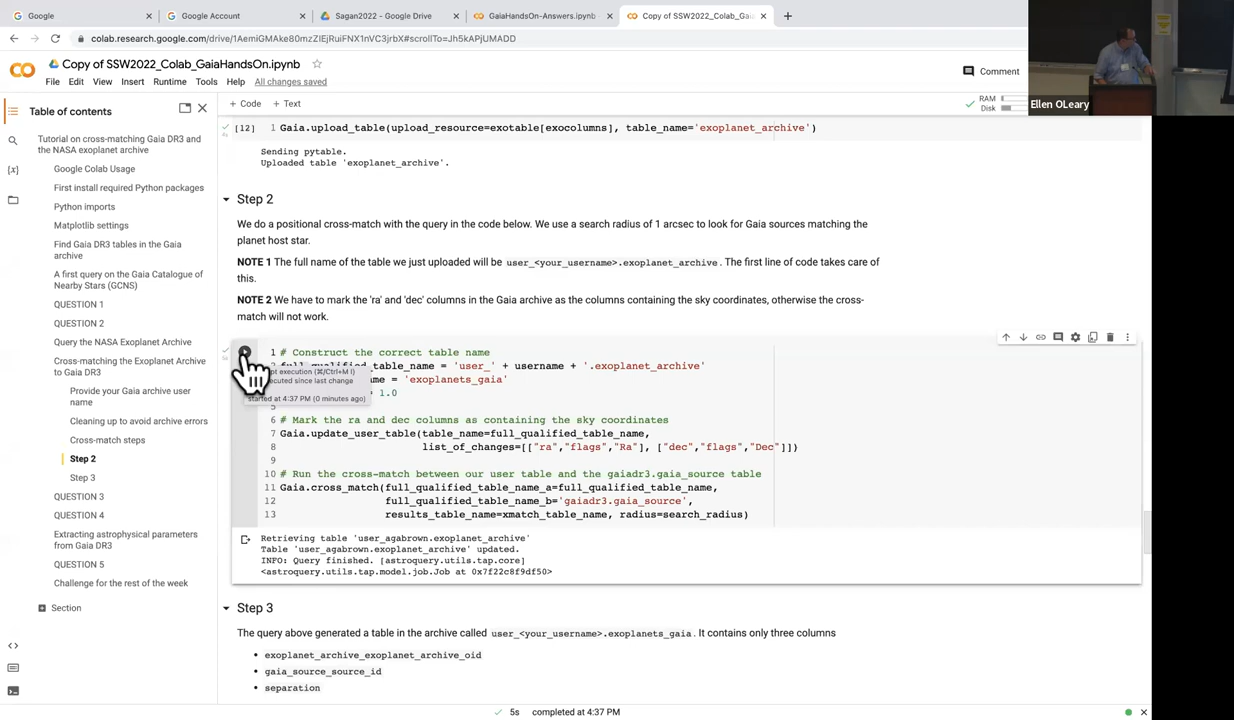 Google
Google Account
Sagan2022 - Google Drive
GaiaHandsOn-Answers.ipynb
Copy of SSW2022_Colab_Gai
colab.research.google.com/drive/1AemiGMAke80mzZIEjRuiFNX1nVC3jrbX#scrollTo=Jh5kAPjUMADD
Copy of SSW2022_Colab_GaiaHandsOn.ipynb
File Edit View Insert Runtime Tools Help All changes saved
Comment
Ellen OLeary
Table of contents
+ Code + Text
RAM
Disk
Tutorial on cross-matching Gaia DR3 and
the NASA exoplanet archive
Google Colab Usage
First install required Python packages
Python imports
Matplotlib settings
Find Gaia DR3 tables in the Gaia
archive
A first query on the Gaia Catalogue of
Nearby Stars (GCNS)
QUESTION 1
QUESTION 2
Query the NASA Exoplanet Archive
Cross-matching the Exoplanet Archive
to Gaia DR3
Provide your Gaia archive user
name
Cleaning up to avoid archive errors
Cross-match steps
Step 2
Step 3
QUESTION 3
QUESTION 4
Extracting astrophysical parameters
from Gaia DR3
QUESTION 5
Challenge for the rest of the week
Section
[12] 1 Gaia.upload_table(upload_resource=exotable[exocolumns], table_name='exoplanet_archive')
Sending pytable.
Uploaded table 'exoplanet_archive'.
Step 2
We do a positional cross-match with the query in the code below. We use a search radius of 1 arcsec to look for Gaia sources matching the
planet host star.
NOTE 1 The full name of the table we just uploaded will be user_<your_username>.exoplanet_archive. The first line of code takes care of
this.
NOTE 2 We have to mark the 'ra' and 'dec' columns in the Gaia archive as the columns containing the sky coordinates, otherwise the cross-
match will not work.
1 # Construct the correct table name
qualified_table_name = 'user_' + username + '.exoplanet_archive'
name = 'exoplanets_gaia'
= 1.0
execution (⌘/Ctrl+M I)
since last change
started at 4:37 PM (0 minutes ago)
5
6 # Mark the ra and dec columns as containing the sky coordinates
7 Gaia.update_user_table(table_name=full_qualified_table_name,
8 list_of_changes=[["ra","flags","Ra"], ["dec","flags","Dec"]])
9
10 # Run the cross-match between our user table and the gaiadr3.gaia_source table
11 Gaia.cross_match(full_qualified_table_name_a=full_qualified_table_name,
12 full_qualified_table_name_b='gaiadr3.gaia_source',
13 results_table_name=xmatch_table_name, radius=search_radius)
Retrieving table 'user_agabrown.exoplanet_archive'
Table 'user_agabrown.exoplanet_archive' updated.
INFO: Query finished. [astroquery.utils.tap.core]
<astroquery.utils.tap.model.job.Job at 0x7f22c8f9df50>
Step 3
The query above generated a table in the archive called user_<your_username>.exoplanets_gaia. It contains only three columns
• exoplanet_archive_exoplanet_archive_oid
• gaia_source_source_id
• separation
5s completed at 4:37 PM